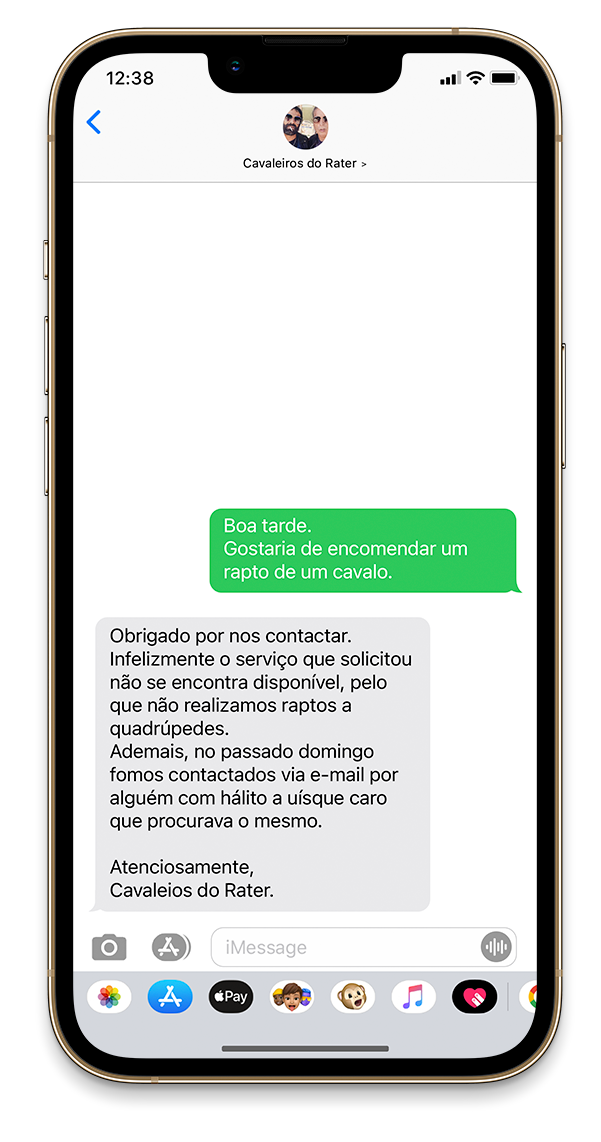 12:38
Cavaleiros do Rater >
Boa tarde.
Gostaria de encomendar um
rapto de um cavalo.
Obrigado por nos contactar.
Infelizmente o serviço que solicitou
não se encontra disponível, pelo
que não realizamos raptos a
quadrúpedes.
Ademais, no passado domingo
fomos contactados via e-mail por
alguém com hálito a uísque caro
que procurava o mesmo.
Atenciosamente,
Cavaleios do Rater.
iMessage
Pay